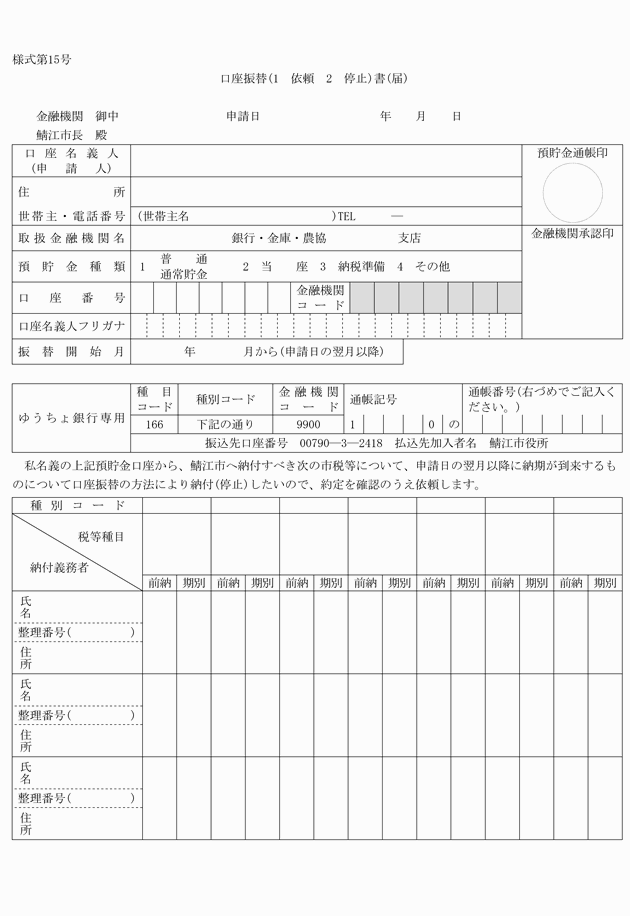 様式第15号
口座振替(1　依頼　2　停止)書(届)
金融機関　御中　申請日　年　月　日
鯖江市長　殿
口座名義人
(申請人)
預貯金通帳印
住所
世帯主・電話番号　(世帯主名　)TEL　―
取扱金融機関名　銀行・金庫・農協　支店　金融機関承認印
預貯金種類　1　普通　2　当座　3　納税準備　4　その他
通常貯金
口座番号　金融機関
コード
口座名義人フリガナ
振替開始月　年　月から(申請日の翌月以降)
ゆうちょ銀行専用
種目
コード
種別コード
金融機関
コード
通帳記号
通帳番号(右づめでご記入く
ださい。)
166　下記の通り　9900　1　0　の
振込先口座番号　00790―3―2418　払込先加入者名　鯖江市役所
私名義の上記預貯金口座から、鯖江市へ納付すべき次の市税等について、申請日の翌月以降に納期が到来するも
のについて口座振替の方法により納付(停止)したいので、約定を確認のうえ依頼します。
種別コード
税等種目
納付義務者
前納　期別　前納　期別　前納　期別　前納　期別　前納　期別　前納　期別　前納　期別
氏
名
整理番号(　)
住
所
氏
名
整理番号(　)
住
所
氏
名
整理番号(　)
住
所